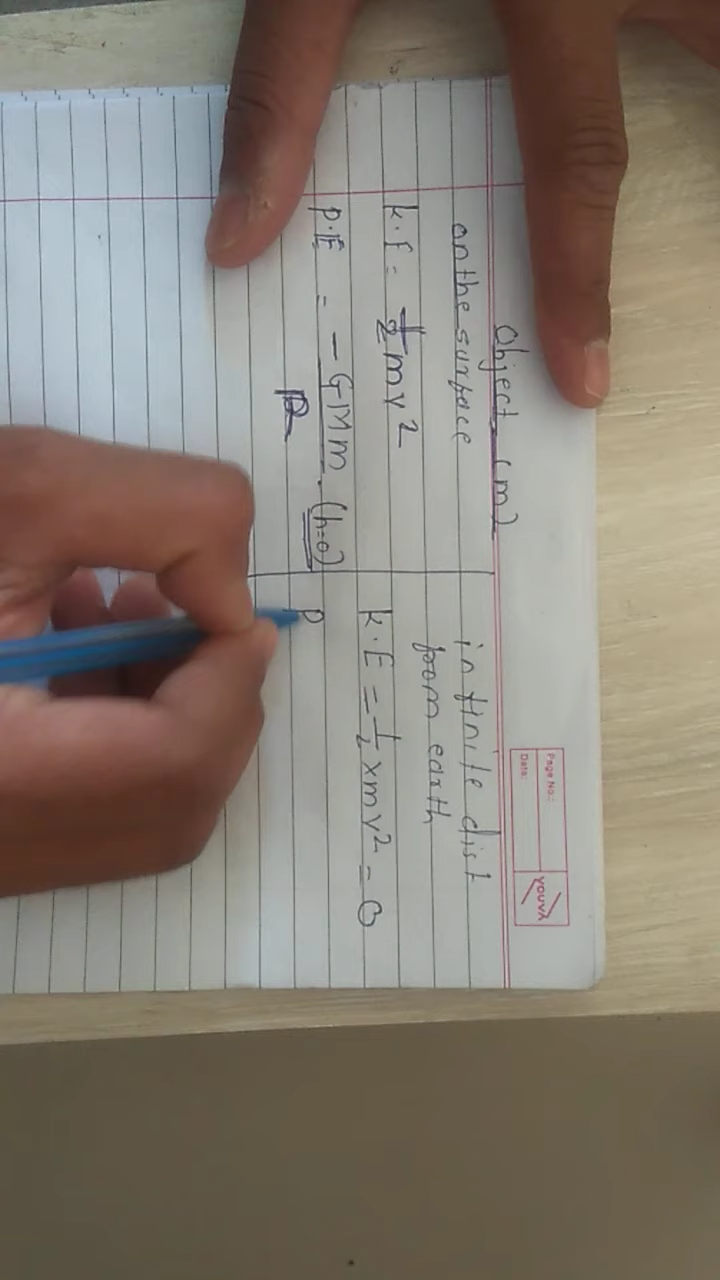 Page No.:
Date:
YOUVA
Object (m)
on the surface
K.E = 1/2 mv²
P.E = - GMm (h=0)
R
infinite dist
from earth
K.E = 1/2 × mv² = 0
P